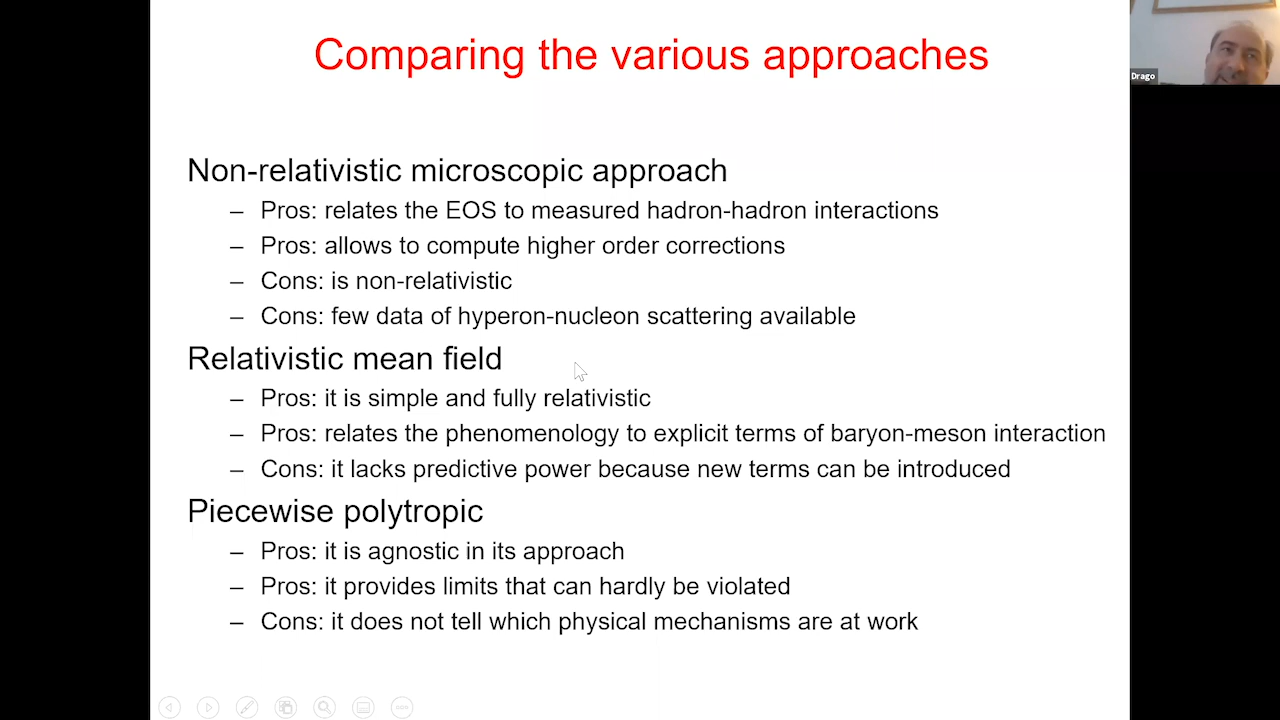 Comparing the various approaches
Drago
Non-relativistic microscopic approach
– Pros: relates the EOS to measured hadron-hadron interactions
– Pros: allows to compute higher order corrections
– Cons: is non-relativistic
– Cons: few data of hyperon-nucleon scattering available
Relativistic mean field
– Pros: it is simple and fully relativistic
– Pros: relates the phenomenology to explicit terms of baryon-meson interaction
– Cons: it lacks predictive power because new terms can be introduced
Piecewise polytropic
– Pros: it is agnostic in its approach
– Pros: it provides limits that can hardly be violated
– Cons: it does not tell which physical mechanisms are at work